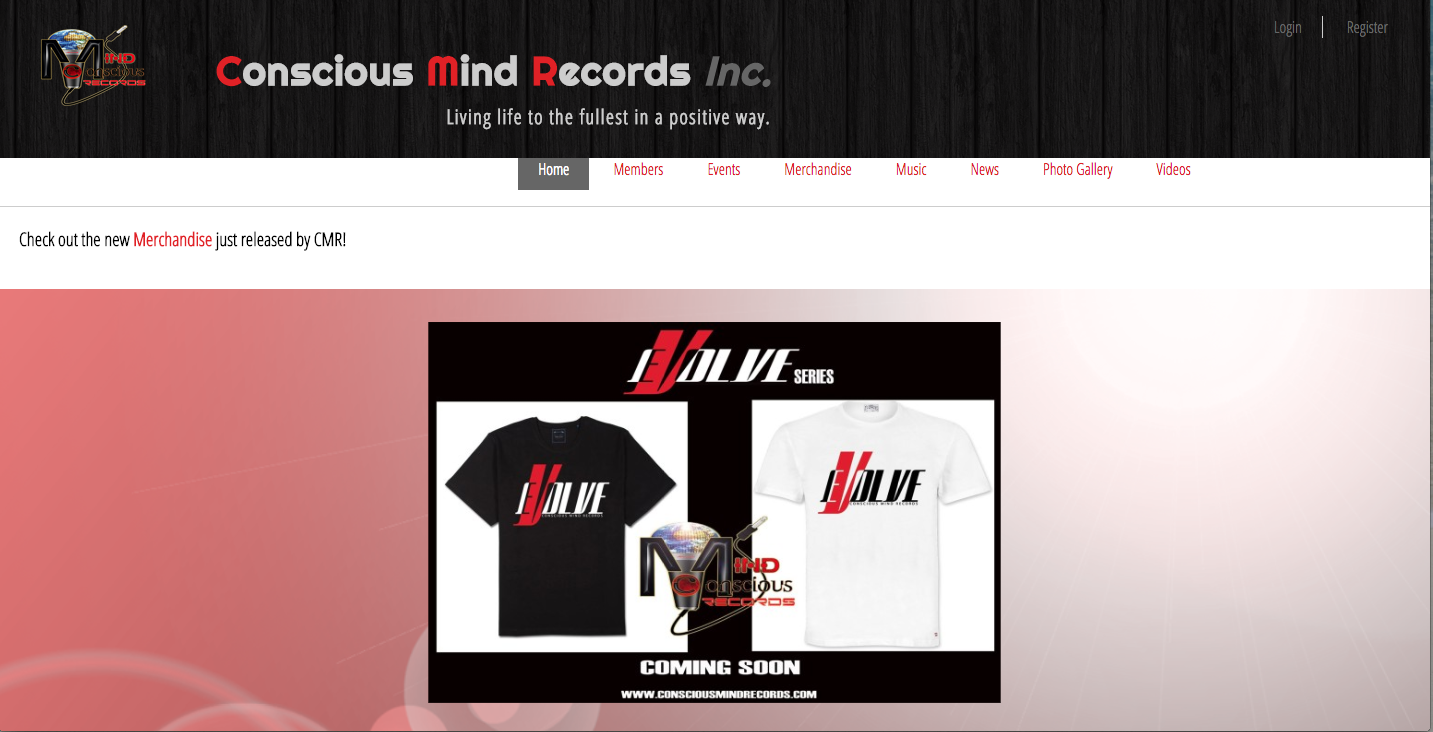 Login
Register
MIND
Conscious
RECORDS
Conscious Mind Records Inc.
Living life to the fullest in a positive way.
Home
Members
Events
Merchandise
Music
News
Photo Gallery
Videos
Check out the new Merchandise just released by CMR!
EVOLVE SERIES
EVOLVE
CONSCIOUS MIND RECORDS
EVOLVE
CONSCIOUS MIND RECORDS
MIND
Conscious
RECORDS
COMING SOON
WWW.CONSCIOUSMINDRECORDS.COM